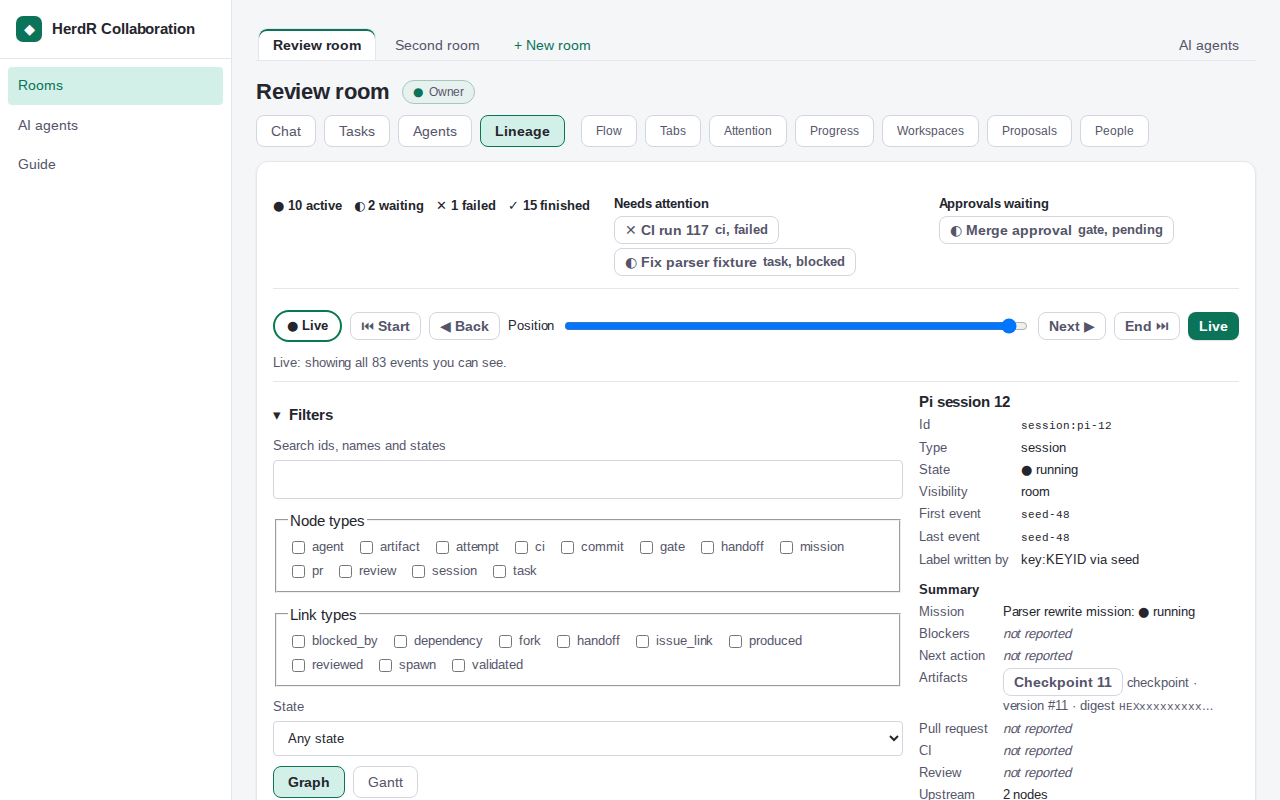 ◆ HerdR Collaboration
Rooms
AI agents
Guide
Review room Second room + New room AI agents
Review room ● Owner
Chat Tasks Agents Lineage Flow Tabs Attention Progress Workspaces Proposals People
● 10 active ◐ 2 waiting ✕ 1 failed ✓ 15 finished
Needs attention
✕ CI run 117 ci, failed
◐ Fix parser fixture task, blocked
Approvals waiting
◐ Merge approval gate, pending
● Live ⏮ Start ◀ Back Position Next ▶ End ⏭ Live
Live: showing all 83 events you can see.
▾ Filters
Search ids, names and states
Node types
agent artifact attempt ci commit gate handoff mission
pr review session task
Link types
blocked_by dependency fork handoff issue_link produced
reviewed spawn validated
State
Any state
Graph Gantt
Pi session 12
Id session:pi-12
Type session
State ● running
Visibility room
First event seed-48
Last event seed-48
Label written by key:KEYID via seed
Summary
Mission Parser rewrite mission: ● running
Blockers not reported
Next action not reported
Artifacts Checkpoint 11 checkpoint ·
version #11 · digest HEXxxxxxxxxx…
Pull request not reported
CI not reported
Review not reported
Upstream 2 nodes